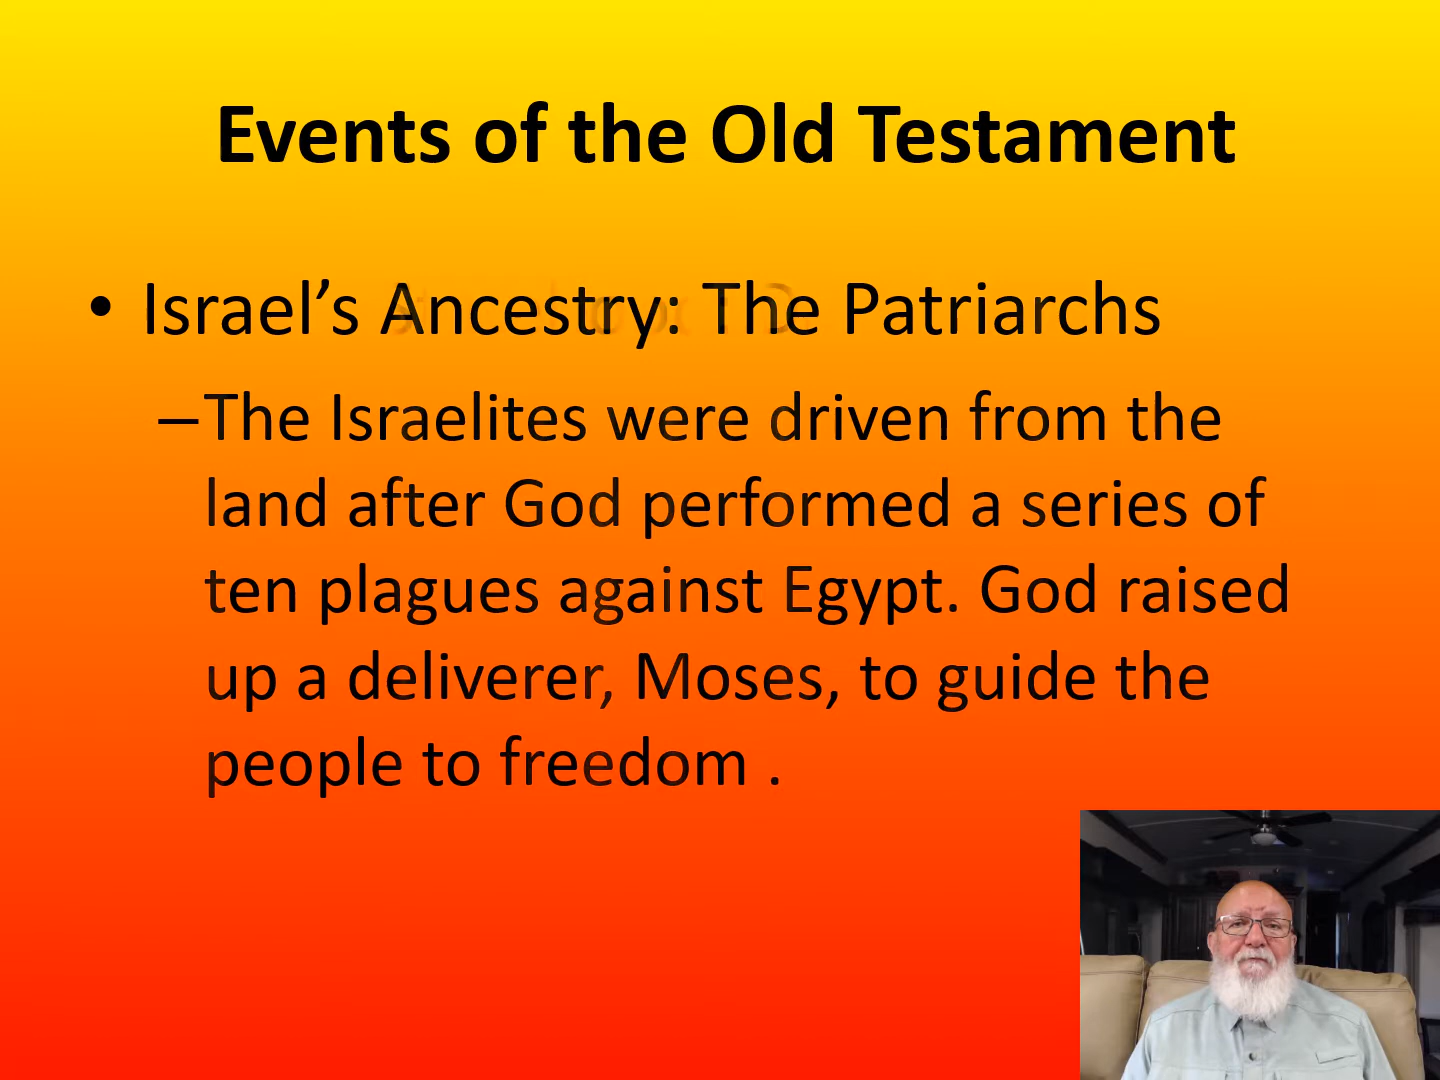 Events of the Old Testament
• Israel’s Ancestry: The Patriarchs
–The Israelites were driven from the
land after God performed a series of
ten plagues against Egypt. God raised
up a deliverer, Moses, to guide the
people to freedom .